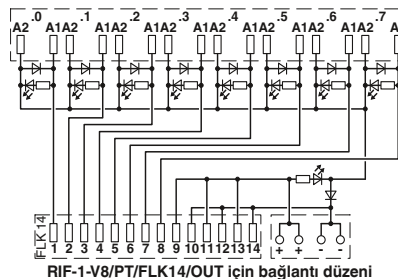 .0 .1 .2 .3 .4 .5 .6 .7
A2 A1A2 A1A2 A1A2 A1A2 A1A2 A1A2 A1A2 A
FLK 14
1 2 3 4 5 6 7 8 9 10 11 12 13 14
+ + - -
RIF-1-V8/PT/FLK14/OUT için bağlantı düzeni